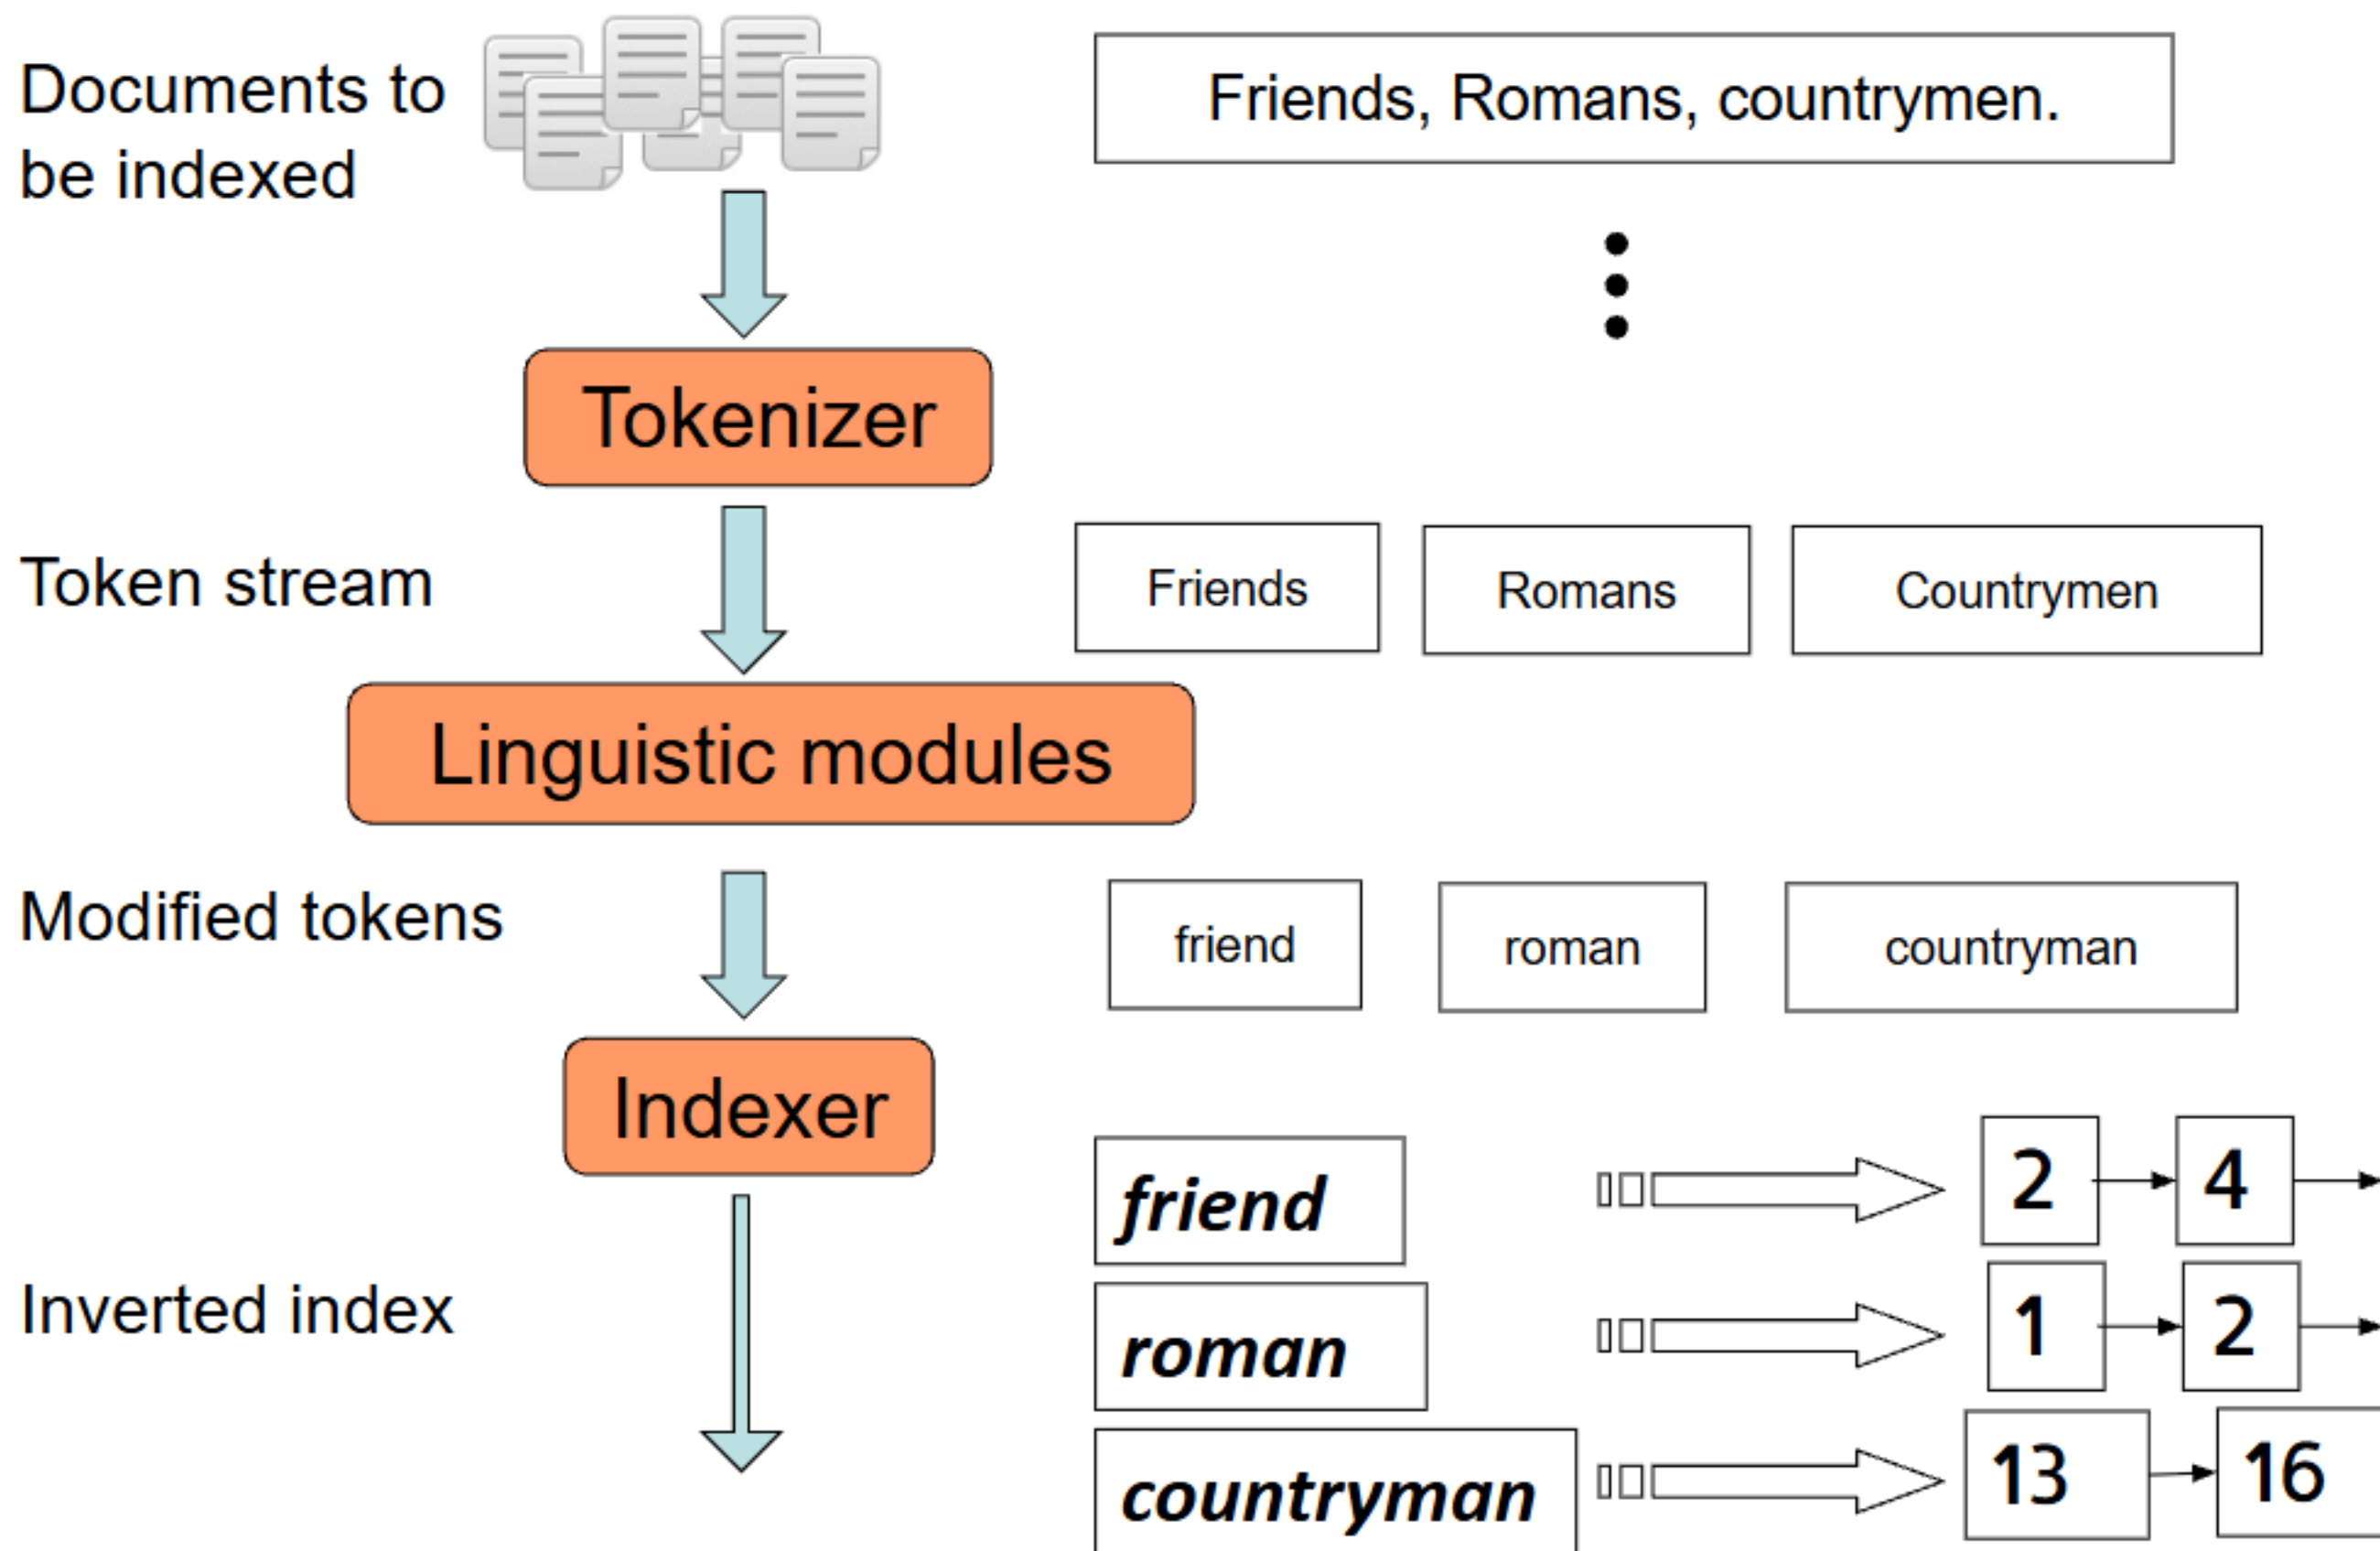 Documents to
be indexed
Friends, Romans, countrymen.
Tokenizer
Token stream
Friends
Romans
Countrymen
Linguistic modules
Modified tokens
friend
roman
countryman
Indexer
Inverted index
friend
2
4
roman
1
2
countryman
13
16